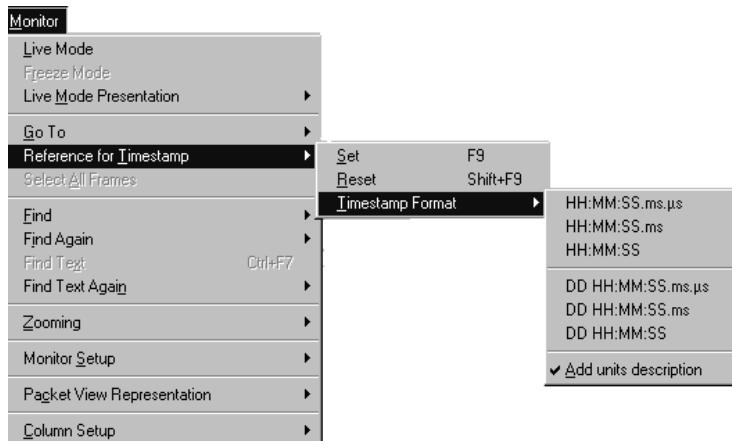 Monitor
Live Mode
Freeze Mode
Live Mode Presentation
Go To
Reference for Timestamp
Select All Frames
Find
Find Again
Find Text Ctrl+F7
Find Text Again
Zooming
Monitor Setup
Packet View Representation
Column Setup
Set F9
Reset Shift+F9
Timestamp Format
HH:MM:SS.ms.µs
HH:MM:SS.ms
HH:MM:SS
DD HH:MM:SS.ms.µs
DD HH:MM:SS.ms
DD HH:MM:SS
Add units description